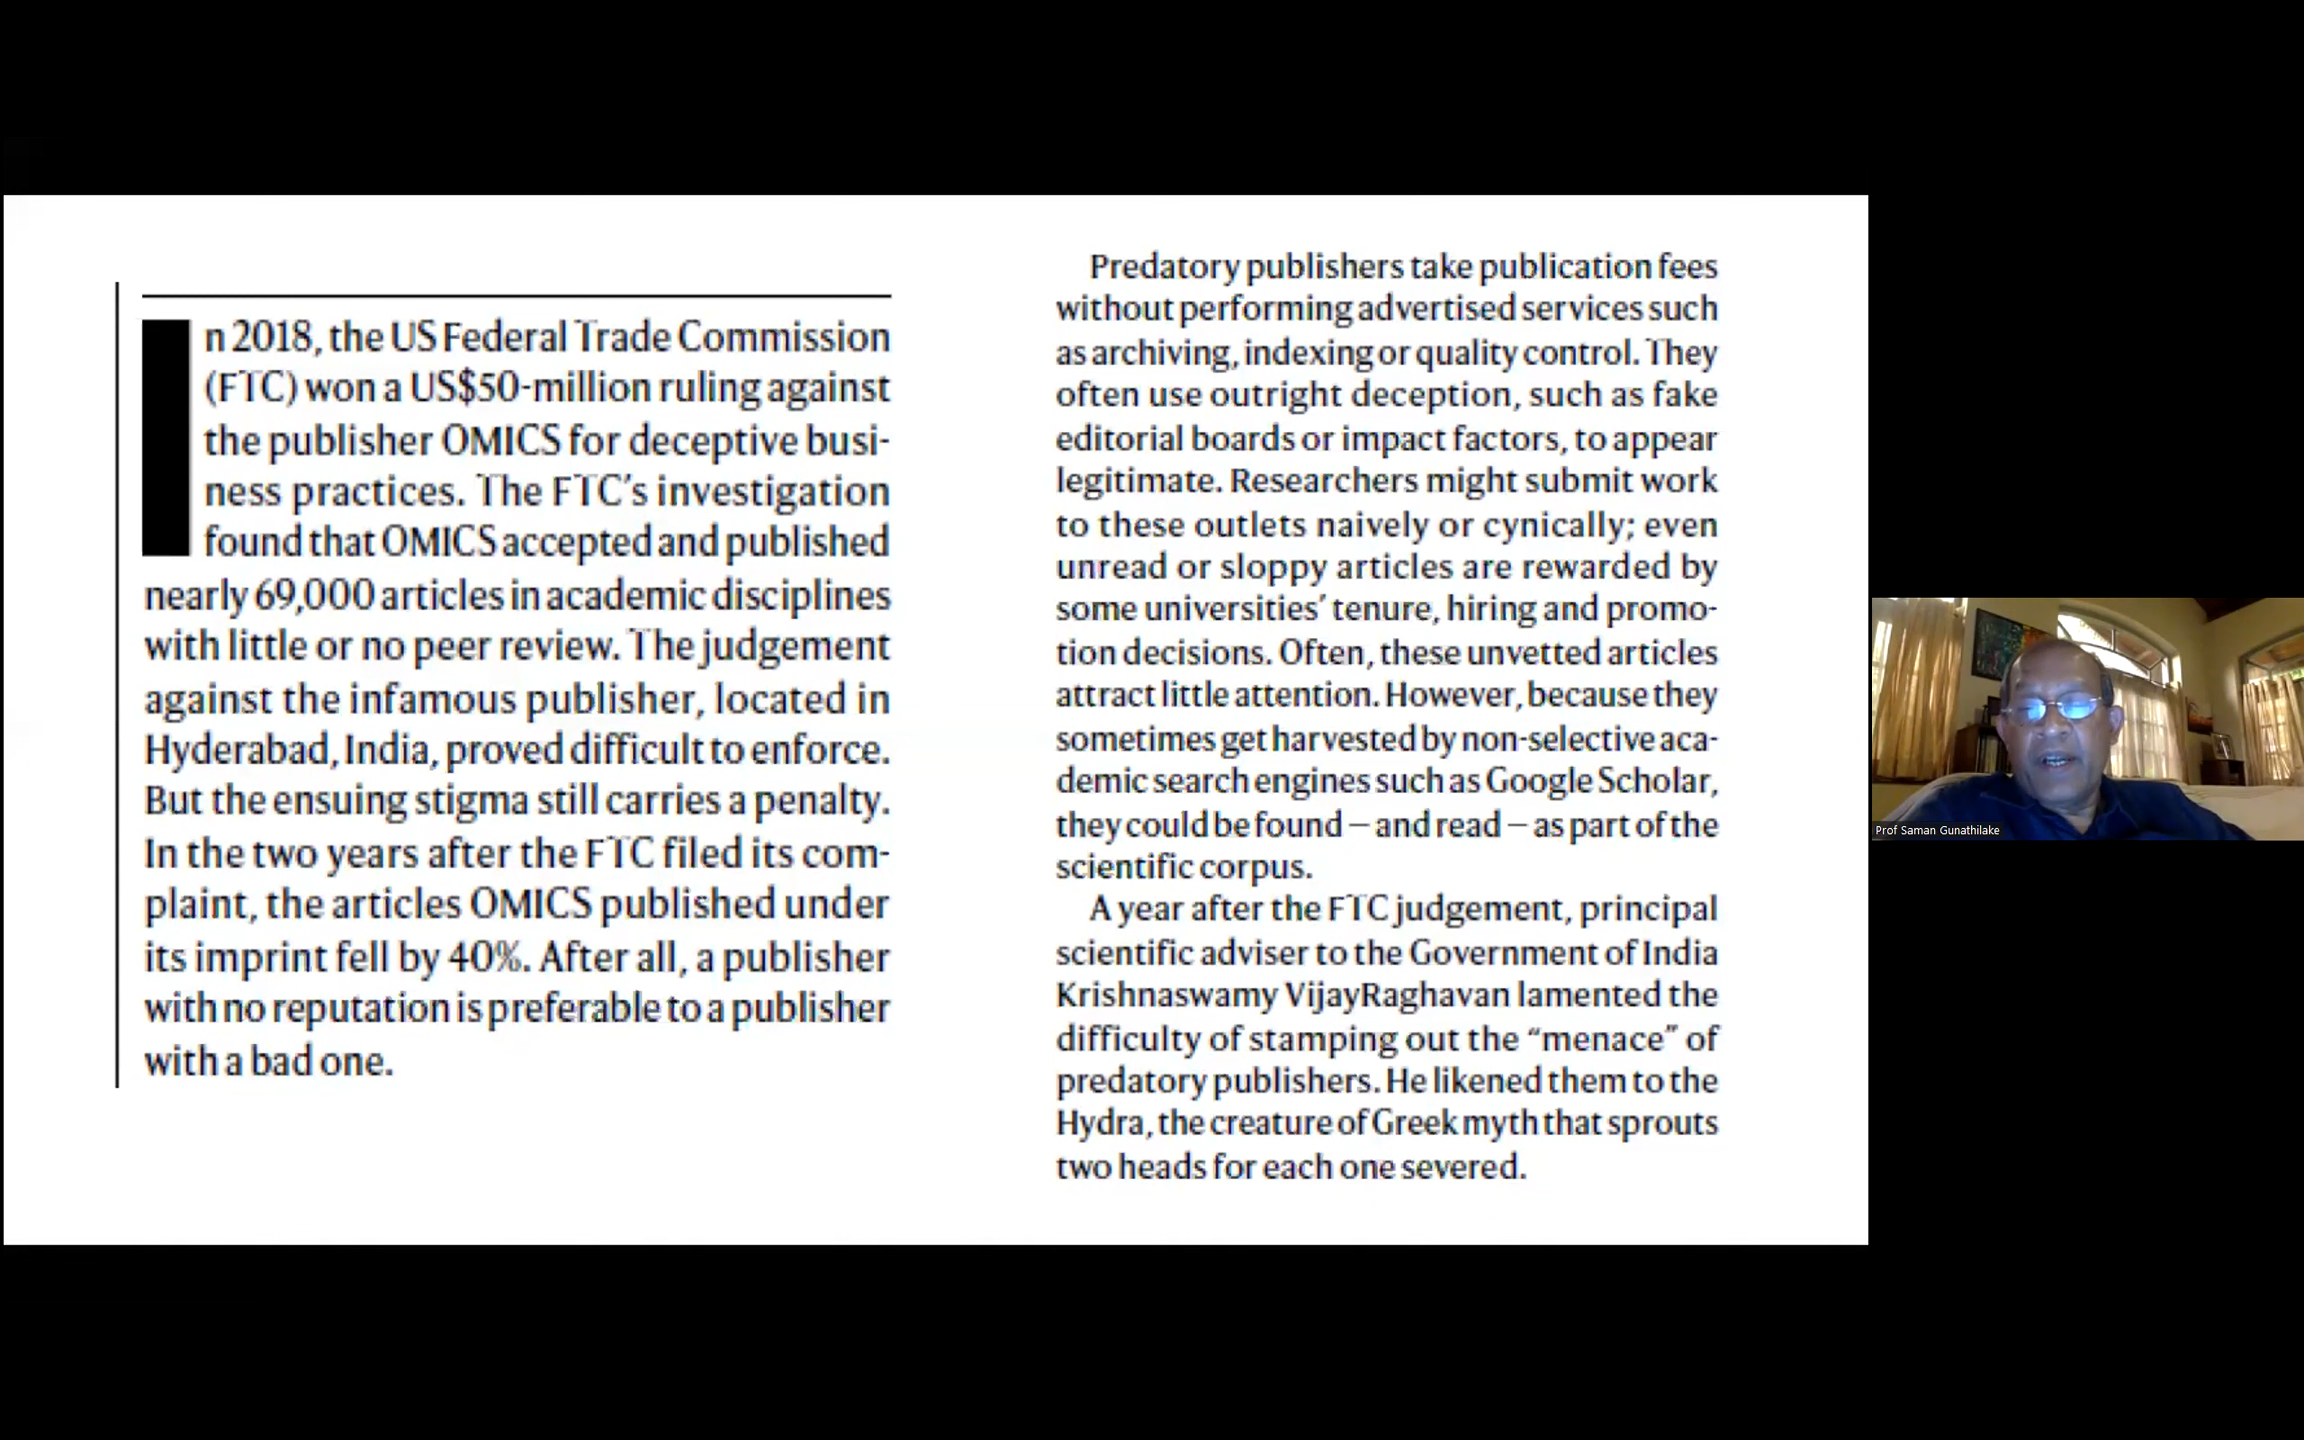 In 2018, the US Federal Trade Commission
(FTC) won a US$50-million ruling against
the publisher OMICS for deceptive busi-
ness practices. The FTC's investigation
found that OMICS accepted and published
nearly 69,000 articles in academic disciplines
with little or no peer review. The judgement
against the infamous publisher, located in
Hyderabad, India, proved difficult to enforce.
But the ensuing stigma still carries a penalty.
In the two years after the FTC filed its com-
plaint, the articles OMICS published under
its imprint fell by 40%. After all, a publisher
with no reputation is preferable to a publisher
with a bad one.
Predatory publishers take publication fees
without performing advertised services such
as archiving, indexing or quality control. They
often use outright deception, such as fake
editorial boards or impact factors, to appear
legitimate. Researchers might submit work
to these outlets naively or cynically; even
unread or sloppy articles are rewarded by
some universities' tenure, hiring and promo-
tion decisions. Often, these unvetted articles
attract little attention. However, because they
sometimes get harvested by non-selective aca-
demic search engines such as Google Scholar,
they could be found — and read — as part of the
scientific corpus.
A year after the FTC judgement, principal
scientific adviser to the Government of India
Krishnaswamy VijayRaghavan lamented the
difficulty of stamping out the “menace” of
predatory publishers. He likened them to the
Hydra, the creature of Greek myth that sprouts
two heads for each one severed.
Prof Saman Gunathilake